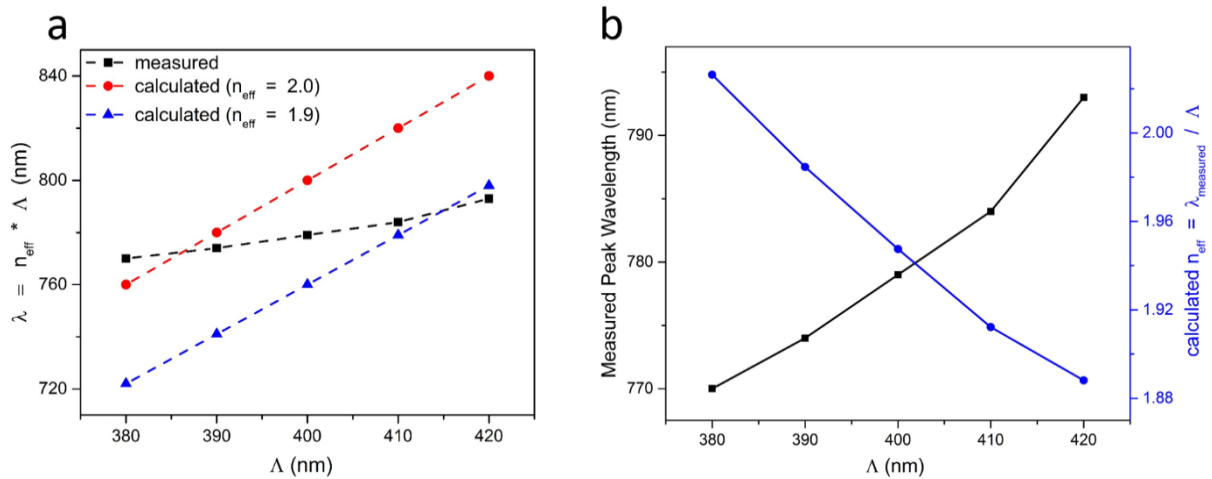 a
measured
calculated (n_eff = 2.0)
calculated (n_eff = 1.9)
840
800
760
720
380
390
400
410
420
λ = n_eff * Λ (nm)
Λ (nm)
b
790
780
770
2.00
1.96
1.92
1.88
380
390
400
410
420
Measured Peak Wavelength (nm)
calculated n_eff = λ_measured / Λ
Λ (nm)